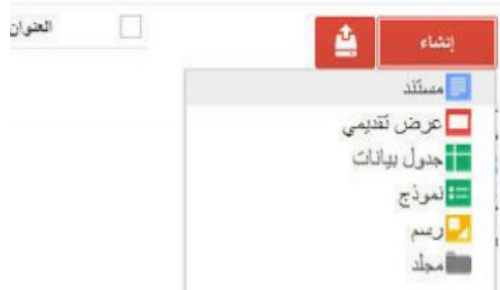 إنشاء
العنوان
مستند
عرض تقديمي
جدول بيانات
نموذج
رسم
مجلد